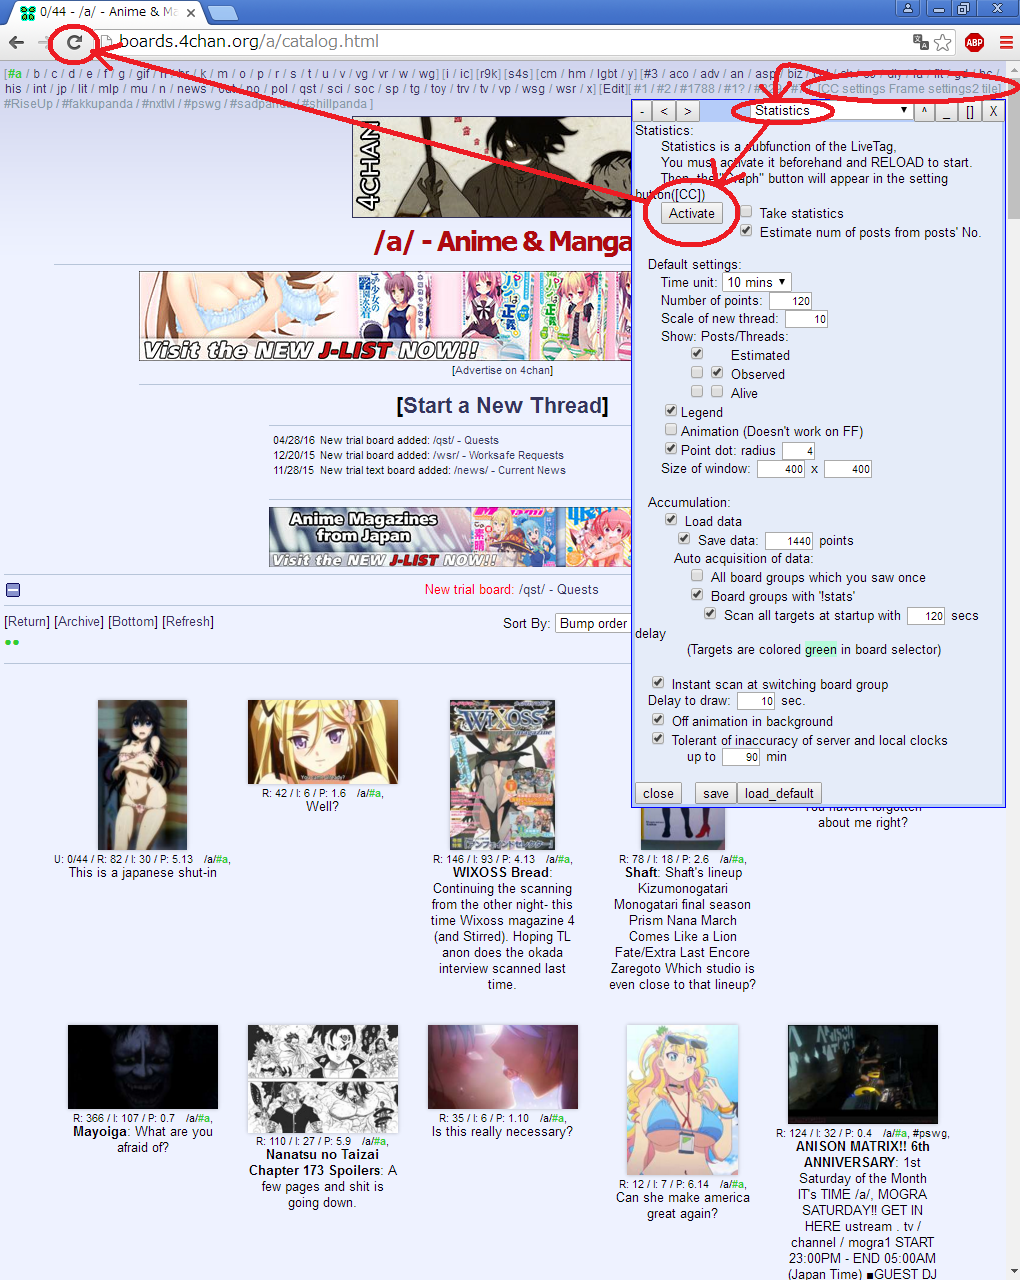 0/44 - /a/ - Anime & Ma
boards.4chan.org/a/catalog.html
ABP
[#a / b / c / d / e / f / g / gif / h / hr / k / m / o / p / r / s / t / u / v / vg / vr / w / wg] [i / ic] [r9k] [s4s] [cm / hm / lgbt / y] [#3 / aco / adv / an / asp / biz /
his / int / jp / lit / mlp / mu / n / news / out / po / pol / qst / sci / soc / sp / tg / toy / trv / tv / vp / wsg / wsr / x] [Edit][ #1 / #2 / #1788 / #1? /
[CC settings Frame settings2 tile]
#RiseUp / #fakkupanda / #nxtlvl / #pswg / #sadpanda / #shillpanda ]
- < > Statistics ^ _ [] X
Statistics:
Statistics is a subfunction of the LiveTag,
You must activate it beforehand and RELOAD to start.
Then, the "Graph" button will appear in the setting
button([CC])
Activate
Take statistics
Estimate num of posts from posts' No.
Default settings:
Time unit: 10 mins
Number of points: 120
Scale of new thread: 10
Show: Posts/Threads:
Estimated
Observed
Alive
Legend
Animation (Doesn't work on FF)
Point dot: radius 4
Size of window: 400 x 400
Accumulation:
Load data
Save data: 1440 points
Auto acquisition of data:
All board groups which you saw once
Board groups with '!stats'
Scan all targets at startup with 120 secs
delay
(Targets are colored green in board selector)
Instant scan at switching board group
Delay to draw: 10 sec.
Off animation in background
Tolerant of inaccuracy of server and local clocks
up to 90 min
close save load_default
4CHAN
/a/ - Anime & Manga
Visit the NEW J-LIST NOW!!
[Advertise on 4chan]
[Start a New Thread]
04/28/16 New trial board added: /qst/ - Quests
12/20/15 New trial board added: /wsr/ - Worksafe Requests
11/28/15 New trial text board added: /news/ - Current News
Anime Magazines
from Japan
Visit the NEW J-LIST NOW!!
New trial board: /qst/ - Quests
[Return] [Archive] [Bottom] [Refresh]
Sort By: Bump order
U: 0/44 / R: 82 / I: 30 / P: 5.13 /a/#a,
This is a japanese shut-in
You came already?
R: 42 / I: 6 / P: 1.6 /a/#a,
Well?
WIXOSS
magazine
R: 146 / I: 93 / P: 4.13 /a/#a,
WIXOSS Bread:
Continuing the scanning
from the other night- this
time Wixoss magazine 4
(and Stirred). Hoping TL
anon does the okada
interview scanned last
time.
R: 78 / I: 18 / P: 2.6 /a/#a,
Shaft: Shaft's lineup
Kizumonogatari
Monogatari final season
Prism Nana March
Comes Like a Lion
Fate/Extra Last Encore
Zaregoto Which studio is
even close to that lineup?
You haven't forgotten
about me right?
R: 366 / I: 107 / P: 0.7 /a/#a,
Mayoiga: What are you
afraid of?
R: 110 / I: 27 / P: 5.9 /a/#a,
Nanatsu no Taizai
Chapter 173 Spoilers: A
few pages and shit is
going down.
R: 35 / I: 6 / P: 1.10 /a/#a,
Is this really necessary?
R: 12 / I: 7 / P: 6.14 /a/#a,
Can she make america
great again?
R: 124 / I: 32 / P: 0.4 /a/#a, #pswg,
ANISON MATRIX!! 6th
ANNIVERSARY: 1st
Saturday of the Month
IT's TIME /a/, MOGRA
SATURDAY!! GET IN
HERE ustream . tv /
channel / mogra1 START
23:00PM - END 05:00AM
(Japan Time) ■GUEST DJ